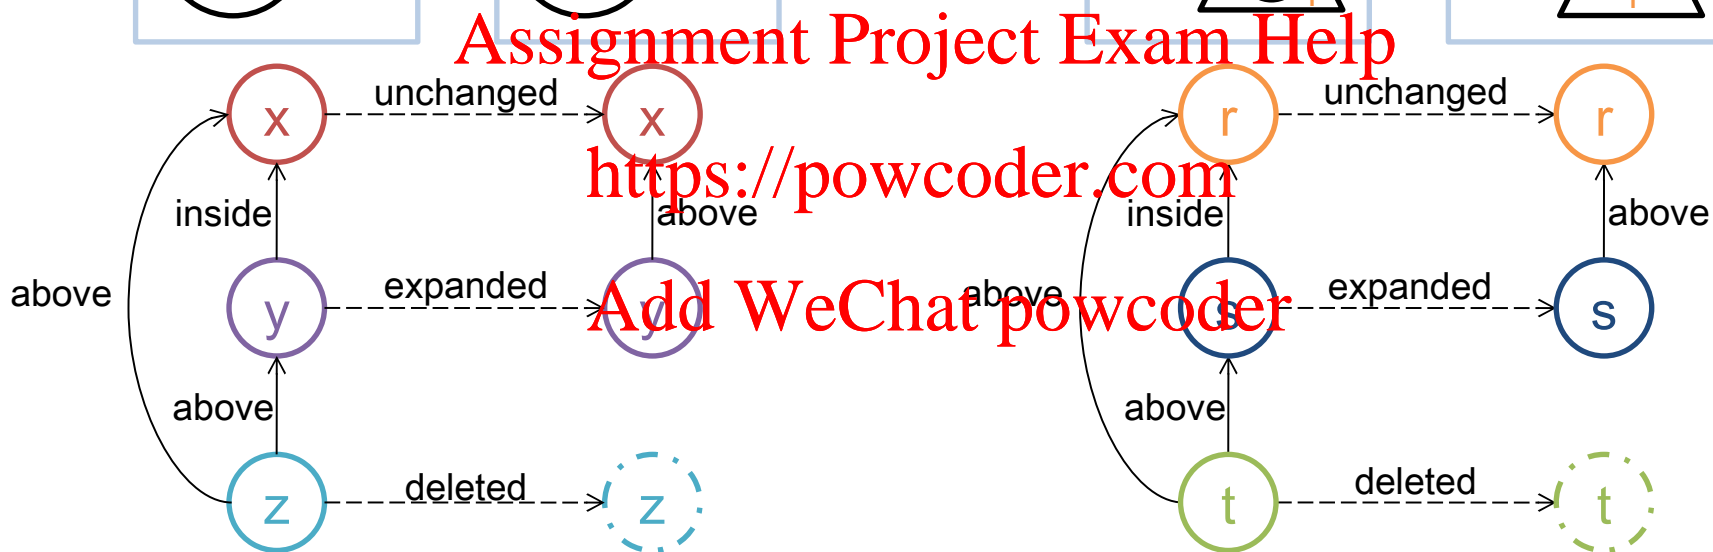 Assignment Project Exam Help
x unchanged x
r unchanged r
https://powcoder.com
inside above
inside above
above
y expanded y
above
s expanded s
Add WeChat powcoder
above
above
z deleted z
t deleted t